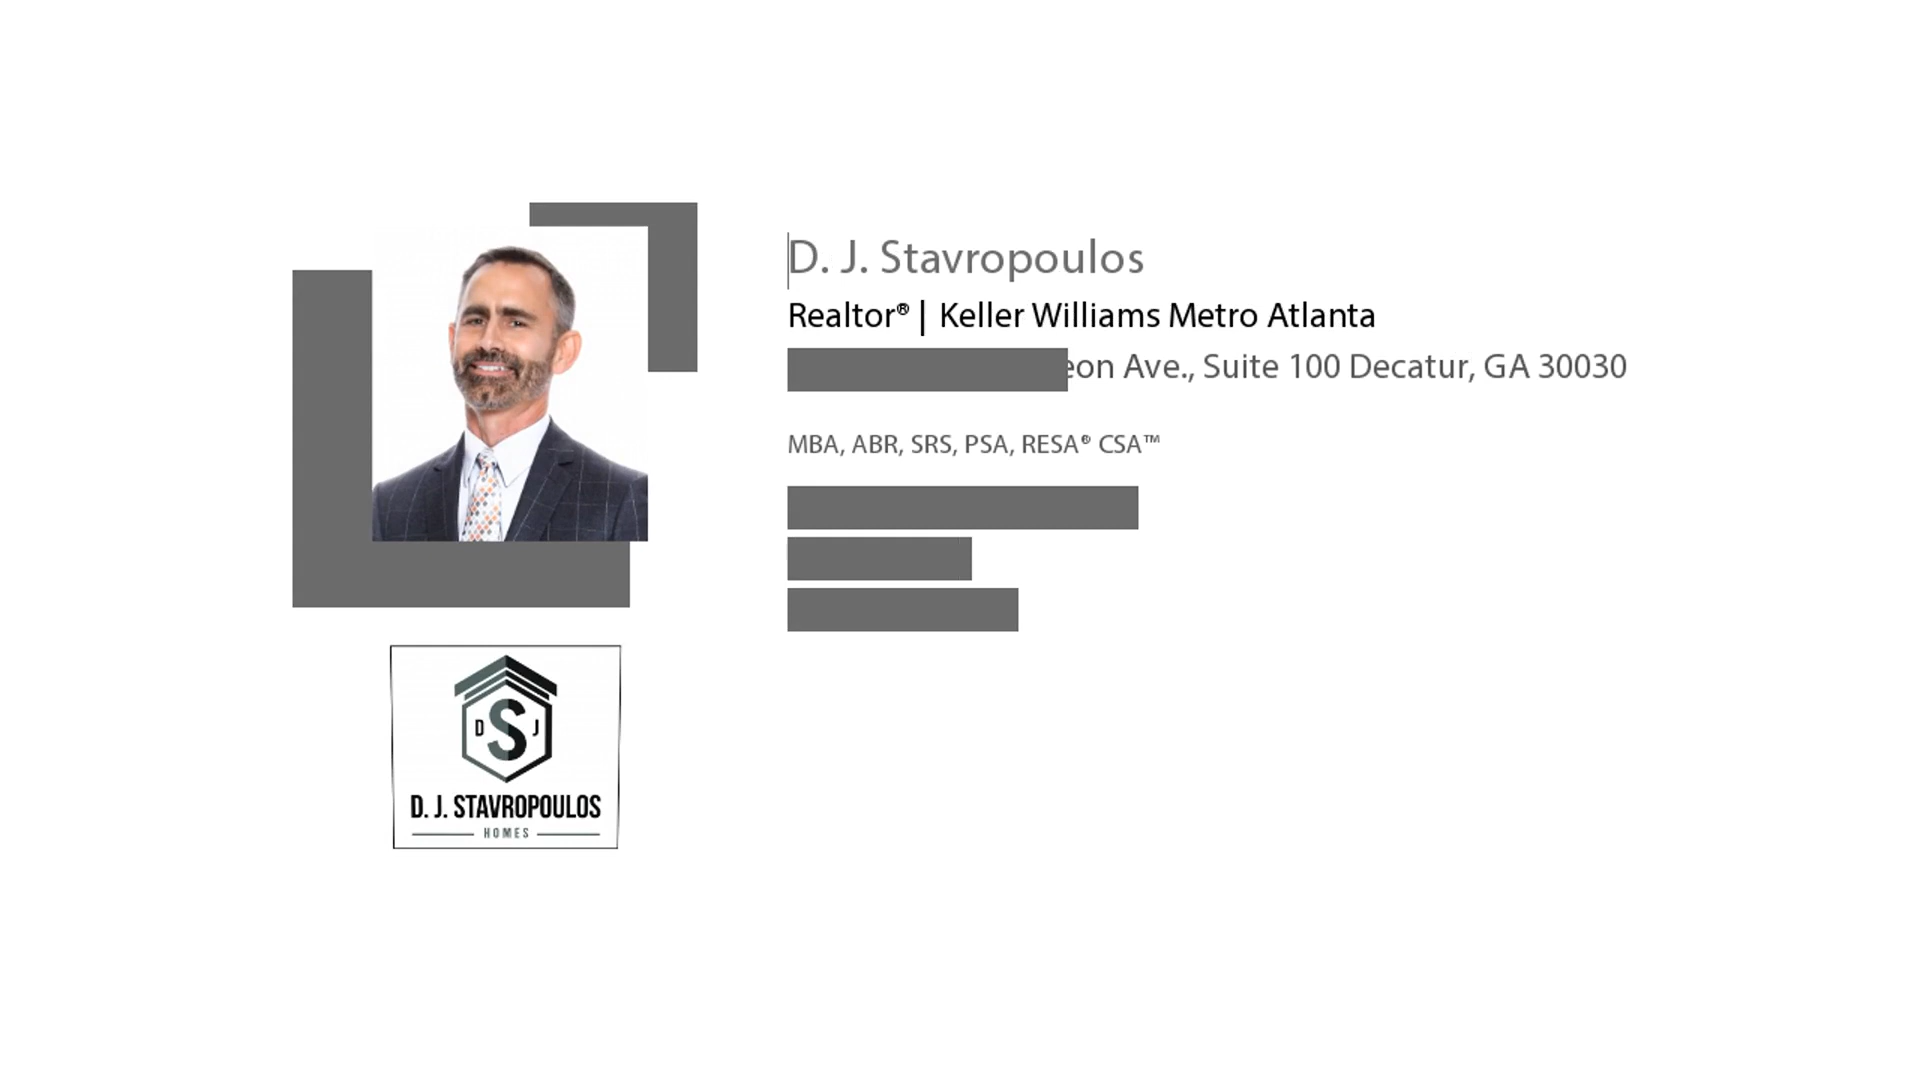 D. J. Stavropoulos
Realtor® | Keller Williams Metro Atlanta
Ave., Suite 100 Decatur, GA 30030
MBA, ABR, SRS, PSA, RESA® CSA™
D S J
D. J. STAVROPOULOS
HOMES